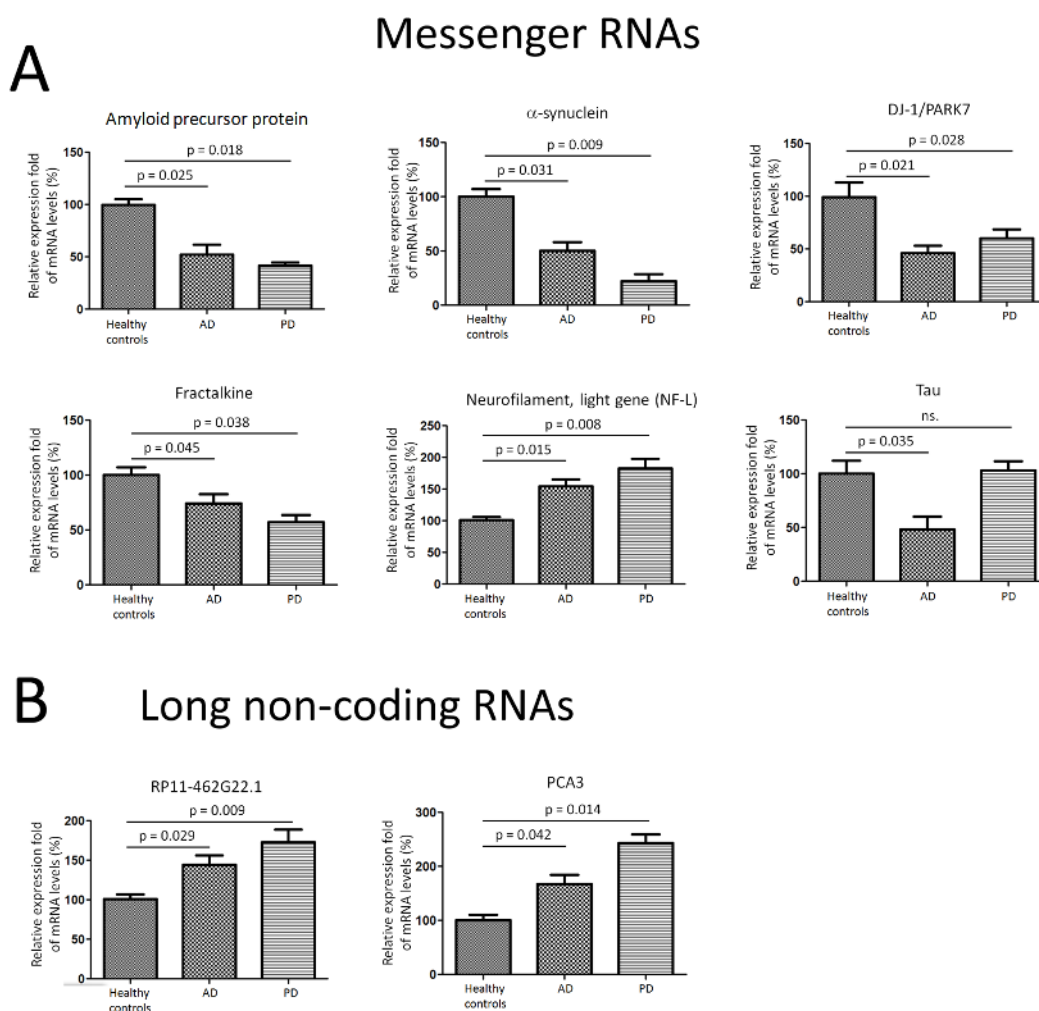 Messenger RNAs
A
Amyloid precursor protein
Relative expression fold
of mRNA levels (%)
150
100
50
0
p = 0.018
p = 0.025
Healthy
controls
AD
PD
α-synuclein
Relative expression fold
of mRNA levels (%)
150
100
50
0
p = 0.009
p = 0.031
Healthy
controls
AD
PD
DJ-1/PARK7
Relative expression fold
of mRNA levels (%)
150
100
50
0
p = 0.028
p = 0.021
Healthy
controls
AD
PD
Fractalkine
Relative expression fold
of mRNA levels (%)
150
100
50
0
p = 0.038
p = 0.045
Healthy
controls
AD
PD
Neurofilament, light gene (NF-L)
Relative expression fold
of mRNA levels (%)
250
200
150
100
50
0
p = 0.008
p = 0.015
Healthy
controls
AD
PD
Tau
Relative expression fold
of mRNA levels (%)
150
100
50
0
ns.
p = 0.035
Healthy
controls
AD
PD
B
Long non-coding RNAs
RP11-462G22.1
Relative expression fold
of mRNA levels (%)
200
150
100
50
0
p = 0.009
p = 0.029
Healthy
controls
AD
PD
PCA3
Relative expression fold
of mRNA levels (%)
300
200
100
0
p = 0.014
p = 0.042
Healthy
controls
AD
PD